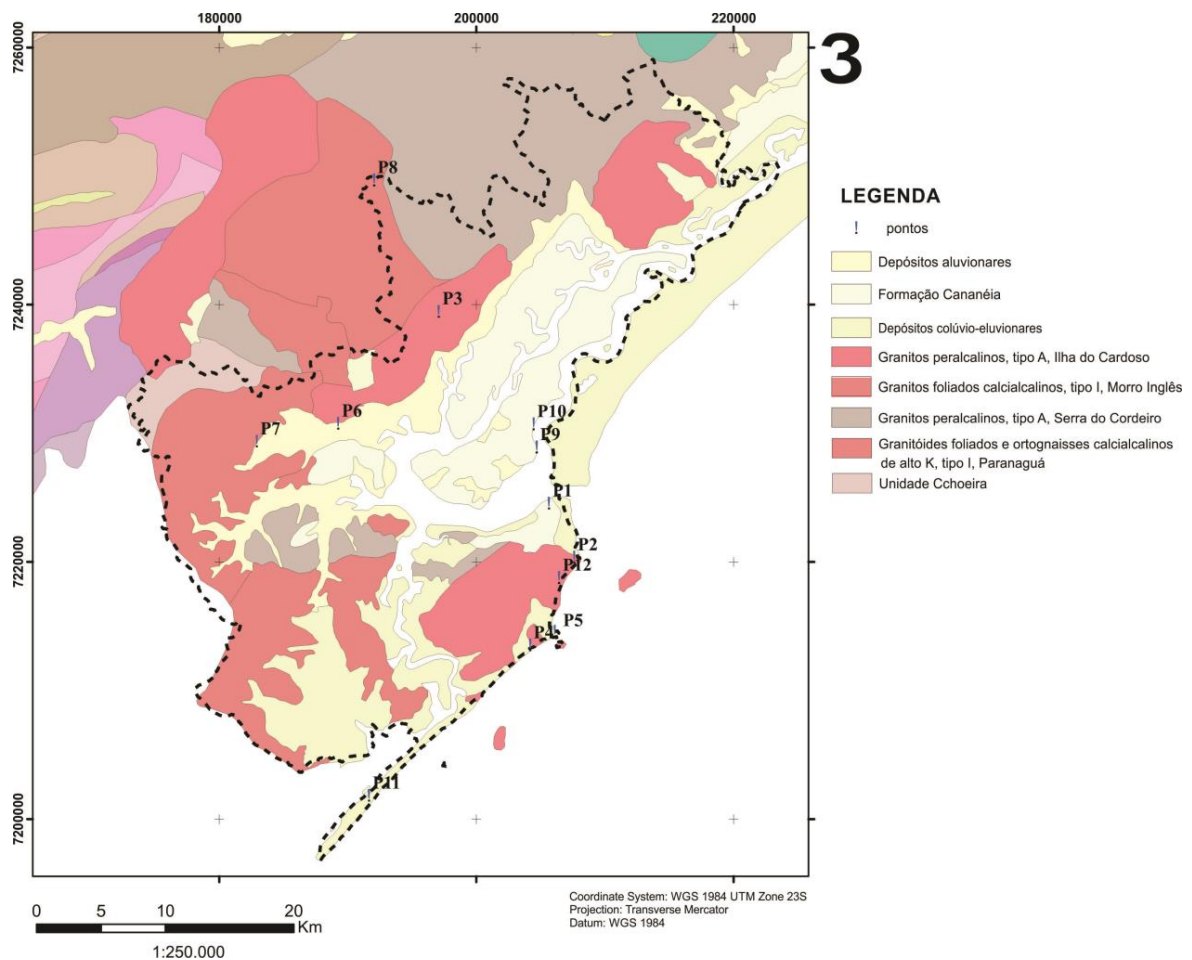 180000 200000 220000
3
7260000
7240000
7220000
7200000
P8
P3
P6
P7
P10
P9
P1
P2
P12
P5
P4
P11
LEGENDA
! pontos
Depósitos aluvionares
Formação Cananéia
Depósitos colúvio-eluvionares
Granitos peralcalinos, tipo A, Ilha do Cardoso
Granitos foliados calcialcalinos, tipo I, Morro Inglês
Granitos peralcalinos, tipo A, Serra do Cordeiro
Granitóides foliados e ortognaisses calcialcalinos
de alto K, tipo I, Paranaguá
Unidade Cchoeira
0 5 10 20
Km
1:250.000
Coordinate System: WGS 1984 UTM Zone 23S
Projection: Transverse Mercator
Datum: WGS 1984